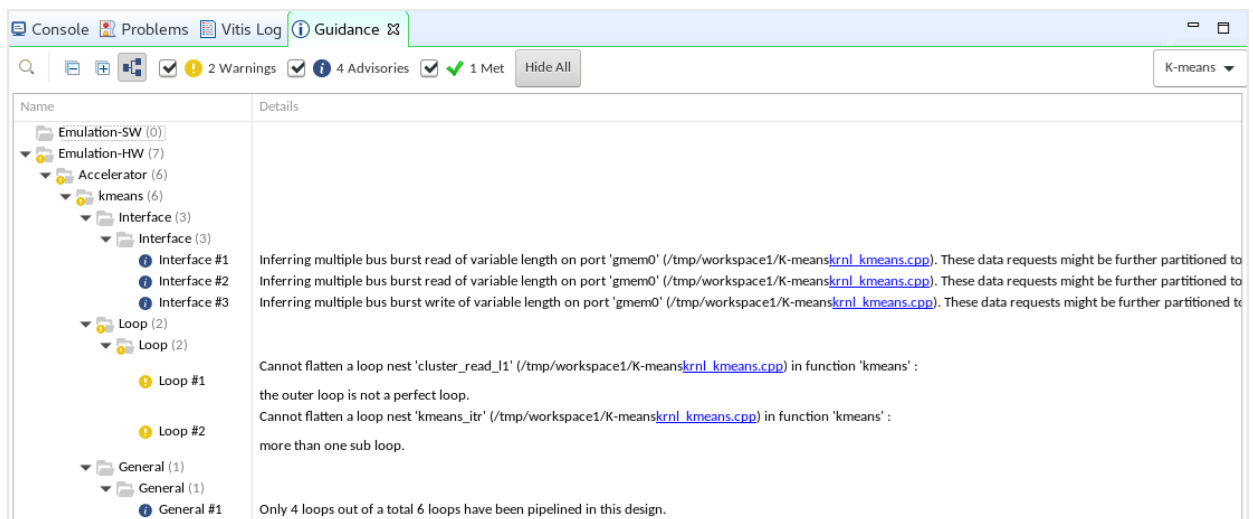 Console Problems Vitis Log Guidance
2 Warnings 4 Advisories 1 Met Hide All K-means
Name Details
Emulation-SW (0)
Emulation-HW (7)
Accelerator (6)
kmeans (6)
Interface (3)
Interface (3)
Interface #1 Inferring multiple bus burst read of variable length on port 'gmem0' (/tmp/workspace1/K-meanskrnl_kmeans.cpp). These data requests might be further partitioned to
Interface #2 Inferring multiple bus burst read of variable length on port 'gmem0' (/tmp/workspace1/K-meanskrnl_kmeans.cpp). These data requests might be further partitioned to
Interface #3 Inferring multiple bus burst write of variable length on port 'gmem0' (/tmp/workspace1/K-meanskrnl_kmeans.cpp). These data requests might be further partitioned to
Loop (2)
Loop (2)
Cannot flatten a loop nest 'cluster_read_l1' (/tmp/workspace1/K-meanskrnl_kmeans.cpp) in function 'kmeans' :
Loop #1
the outer loop is not a perfect loop.
Cannot flatten a loop nest 'kmeans_itr' (/tmp/workspace1/K-meanskrnl_kmeans.cpp) in function 'kmeans' :
Loop #2
more than one sub loop.
General (1)
General (1)
General #1 Only 4 loops out of a total 6 loops have been pipelined in this design.